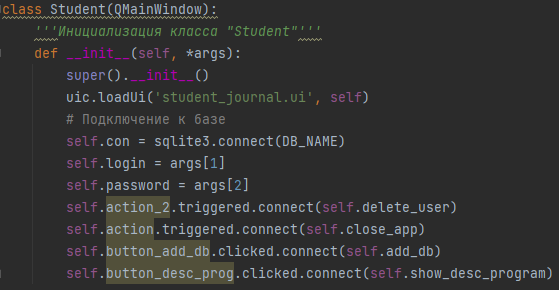 class Student(QMainWindow):
    '''Инициализация класса "Student"'''
    def __init__(self, *args):
        super().__init__()
        uic.loadUi('student_journal.ui', self)
        # Подключение к базе
        self.con = sqlite3.connect(DB_NAME)
        self.login = args[1]
        self.password = args[2]
        self.action_2.triggered.connect(self.delete_user)
        self.action.triggered.connect(self.close_app)
        self.button_add_db.clicked.connect(self.add_db)
        self.button_desc_prog.clicked.connect(self.show_desc_program)